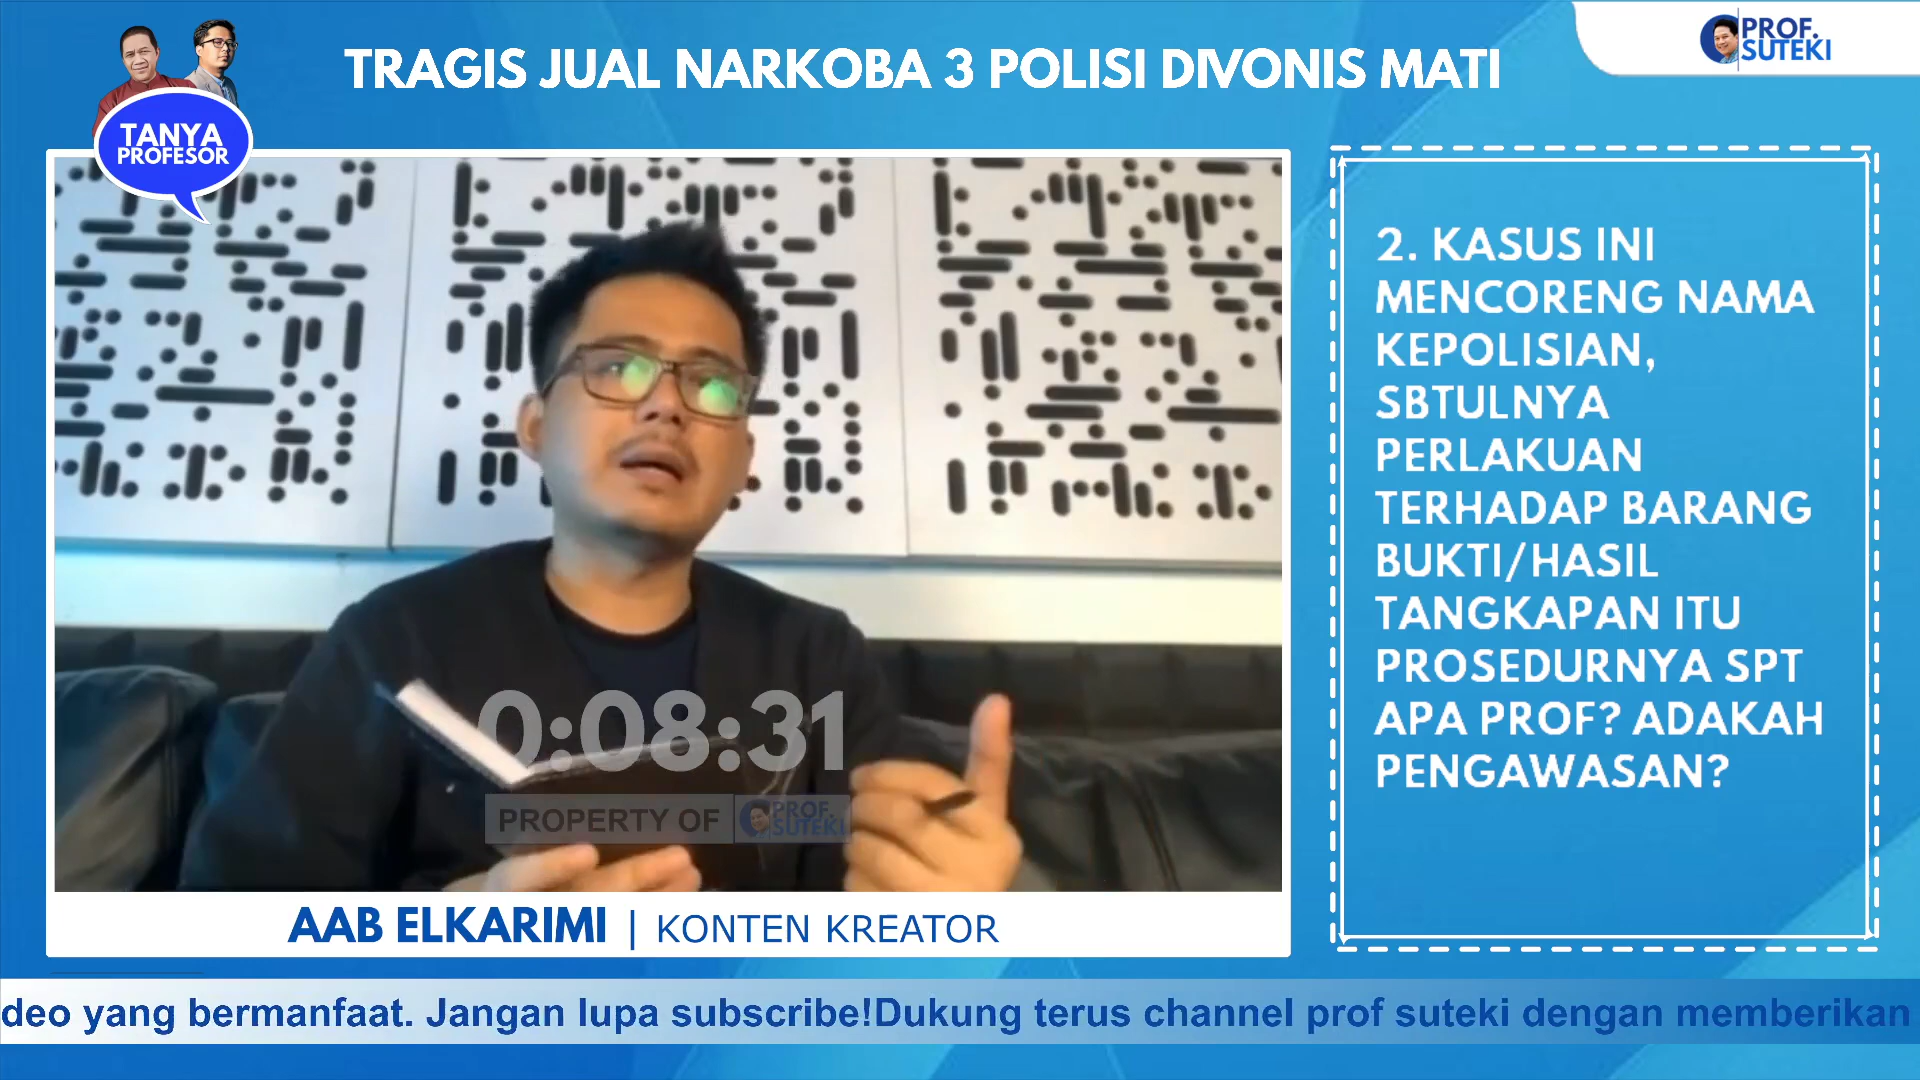 TRAGIS JUAL NARKOBA 3 POLISI DIVONIS MATI
PROF.
SUTEKI
TANYA
PROFESOR
2. KASUS INI
MENCORENG NAMA
KEPOLISIAN,
SBTULNYA
PERLAKUAN
TERHADAP BARANG
BUKTI/HASIL
TANGKAPAN ITU
PROSEDURNYA SPT
APA PROF? ADAKAH
PENGAWASAN?
0:08:31
PROPERTY OF PROF.
SUTEKI
AAB ELKARIMI | KONTEN KREATOR
deo yang bermanfaat. Jangan lupa subscribe!Dukung terus channel prof suteki dengan memberikan